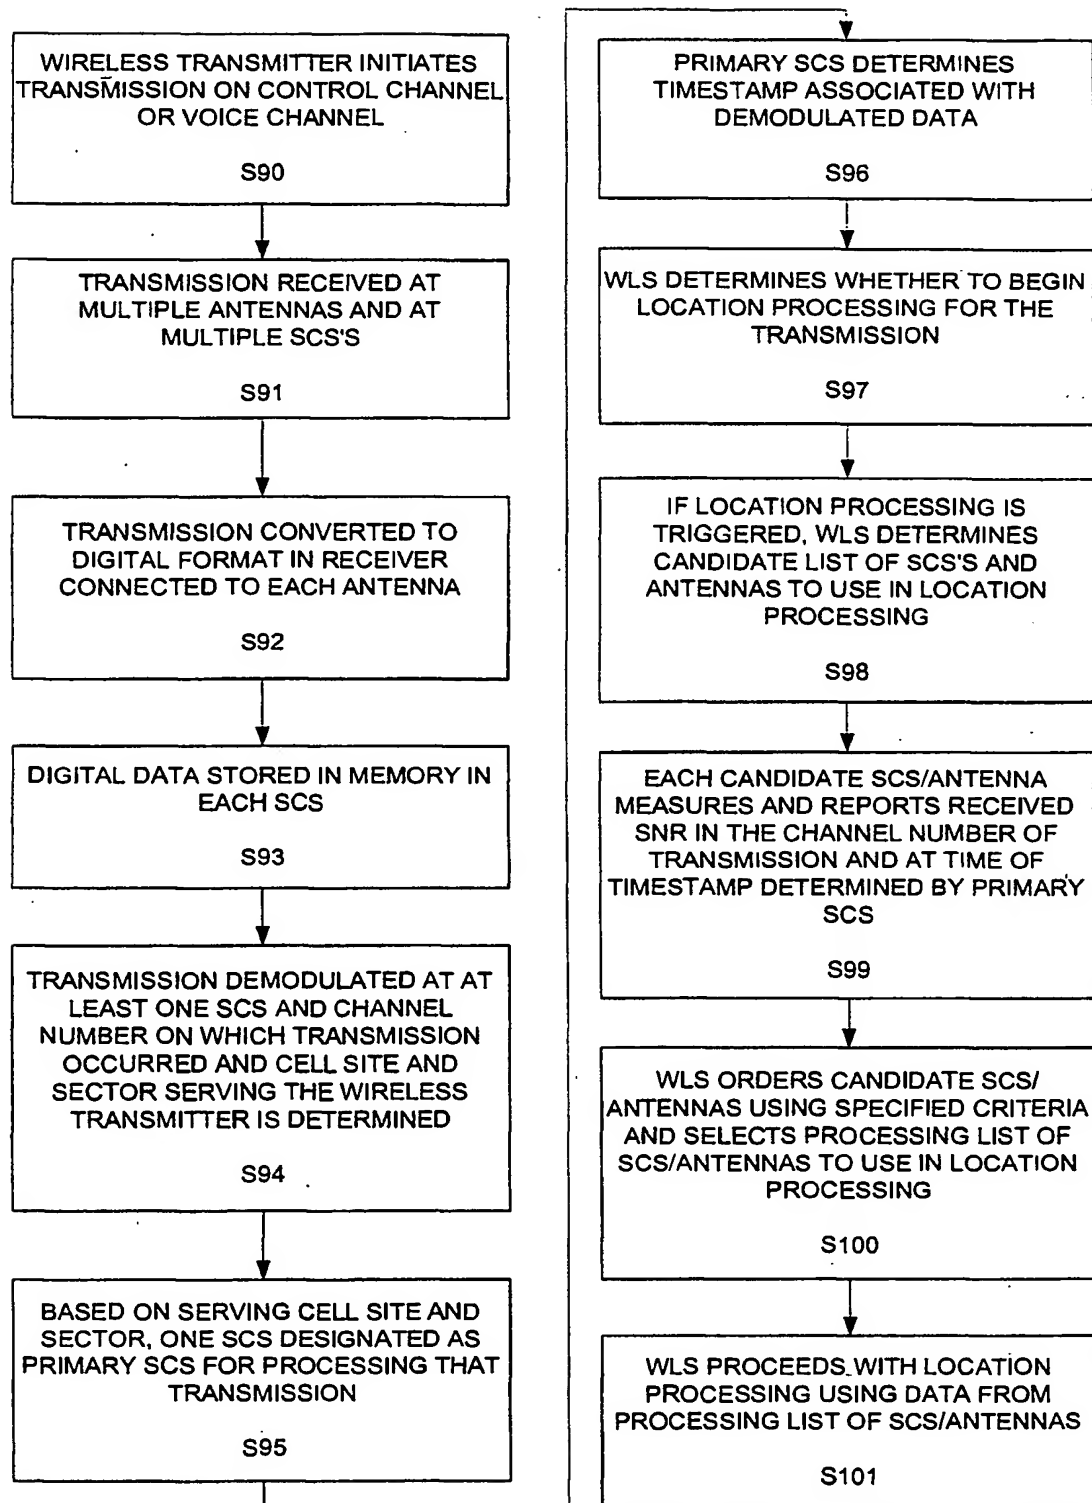 WIRELESS TRANSMITTER INITIATES
TRANSMISSION ON CONTROL CHANNEL
OR VOICE CHANNEL
S90
TRANSMISSION RECEIVED AT
MULTIPLE ANTENNAS AND AT
MULTIPLE SCS'S
S91
TRANSMISSION CONVERTED TO
DIGITAL FORMAT IN RECEIVER
CONNECTED TO EACH ANTENNA
S92
DIGITAL DATA STORED IN MEMORY IN
EACH SCS
S93
TRANSMISSION DEMODULATED AT AT
LEAST ONE SCS AND CHANNEL
NUMBER ON WHICH TRANSMISSION
OCCURRED AND CELL SITE AND
SECTOR SERVING THE WIRELESS
TRANSMITTER IS DETERMINED
S94
BASED ON SERVING CELL SITE AND
SECTOR, ONE SCS DESIGNATED AS
PRIMARY SCS FOR PROCESSING THAT
TRANSMISSION
S95
PRIMARY SCS DETERMINES
TIMESTAMP ASSOCIATED WITH
DEMODULATED DATA
S96
WLS DETERMINES WHETHER TO BEGIN
LOCATION PROCESSING FOR THE
TRANSMISSION
S97
IF LOCATION PROCESSING IS
TRIGGERED, WLS DETERMINES
CANDIDATE LIST OF SCS'S AND
ANTENNAS TO USE IN LOCATION
PROCESSING
S98
EACH CANDIDATE SCS/ANTENNA
MEASURES AND REPORTS RECEIVED
SNR IN THE CHANNEL NUMBER OF
TRANSMISSION AND AT TIME OF
TIMESTAMP DETERMINED BY PRIMARY
SCS
S99
WLS ORDERS CANDIDATE SCS/
ANTENNAS USING SPECIFIED CRITERIA
AND SELECTS PROCESSING LIST OF
SCS/ANTENNAS TO USE IN LOCATION
PROCESSING
S100
WLS PROCEEDS WITH LOCATION
PROCESSING USING DATA FROM
PROCESSING LIST OF SCS/ANTENNAS
S101